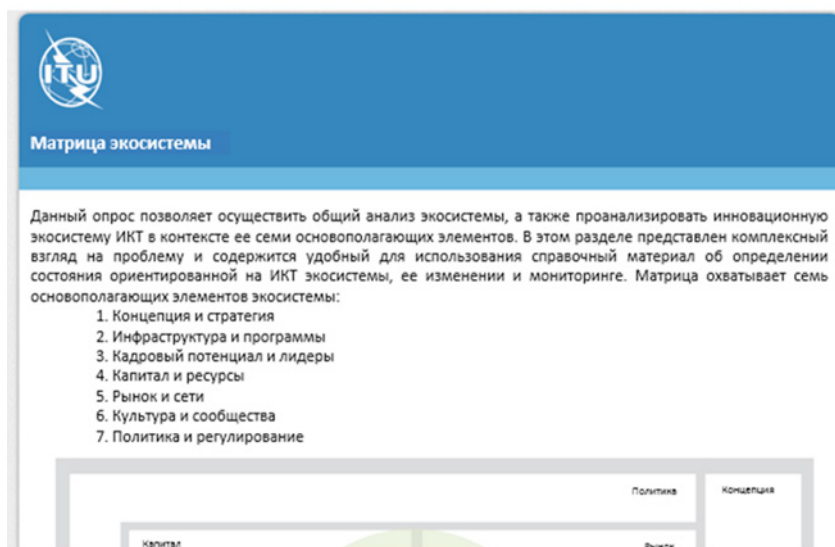 ITU
Матрица экосистемы
Данный опрос позволяет осуществить общий анализ экосистемы, а также проанализировать инновационную
экосистему ИКТ в контексте ее семи основополагающих элементов. В этом разделе представлен комплексный
взгляд на проблему и содержится удобный для использования справочный материал об определении
состояния ориентированной на ИКТ экосистемы, ее изменении и мониторинге. Матрица охватывает семь
основополагающих элементов экосистемы:
1. Концепция и стратегия
2. Инфраструктура и программы
3. Кадровый потенциал и лидеры
4. Капитал и ресурсы
5. Рынок и сети
6. Культура и сообщества
7. Политика и регулирование
Политика Концепция
Капитал Рынок